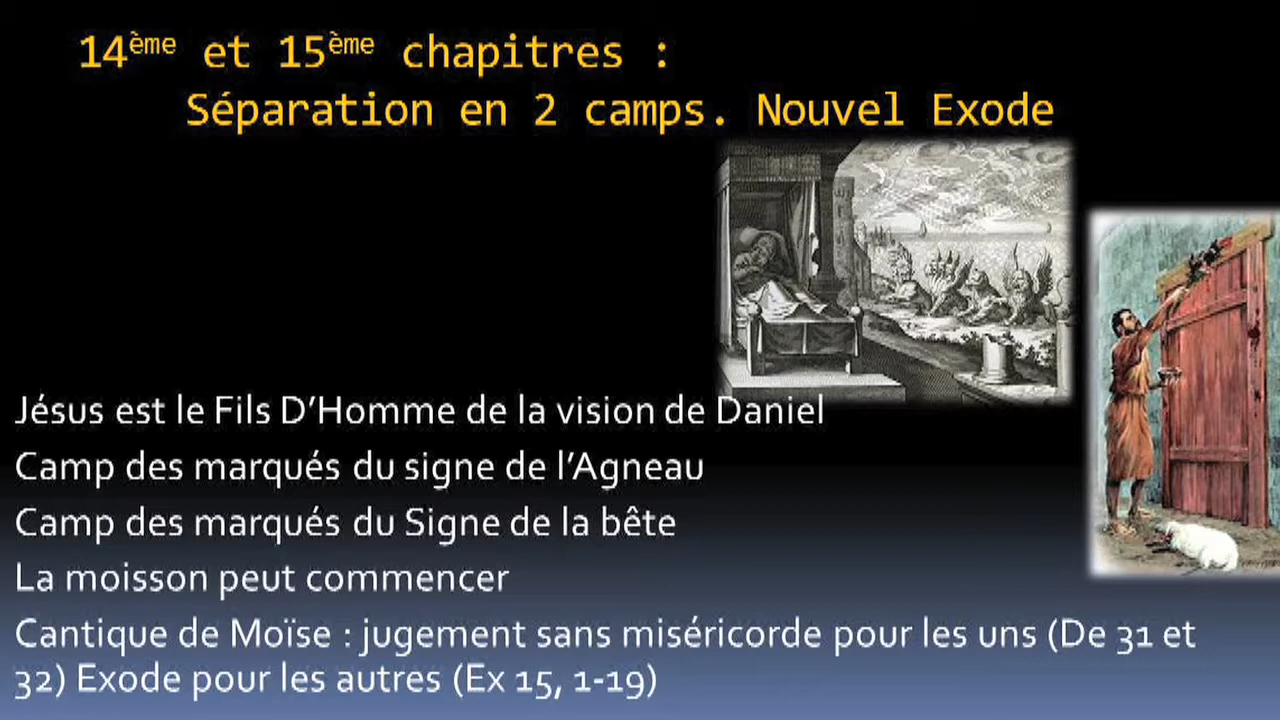 14ème et 15ème chapitres :
Séparation en 2 camps. Nouvel Exode
Jésus est le Fils D’Homme de la vision de Daniel
Camp des marqués du signe de l’Agneau
Camp des marqués du Signe de la bête
La moisson peut commencer
Cantique de Moïse : jugement sans miséricorde pour les uns (De 31 et
32) Exode pour les autres (Ex 15, 1-19)